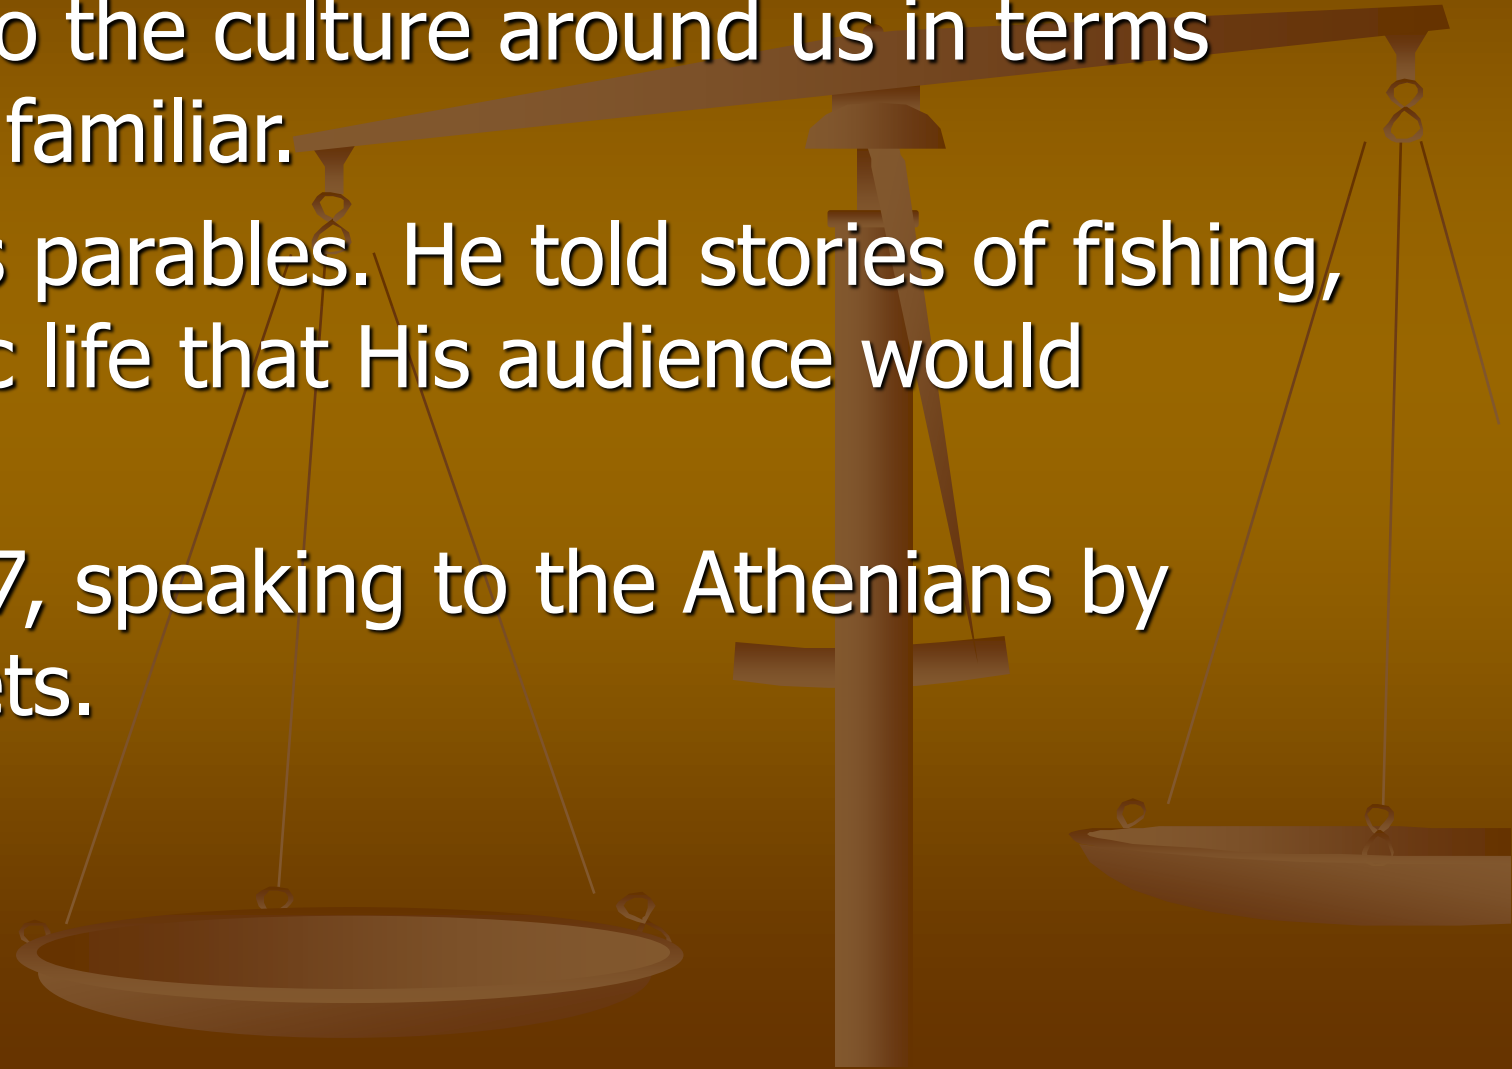 o the culture around us in terms
familiar.
s parables. He told stories of fishing,
c life that His audience would
7, speaking to the Athenians by
ets.